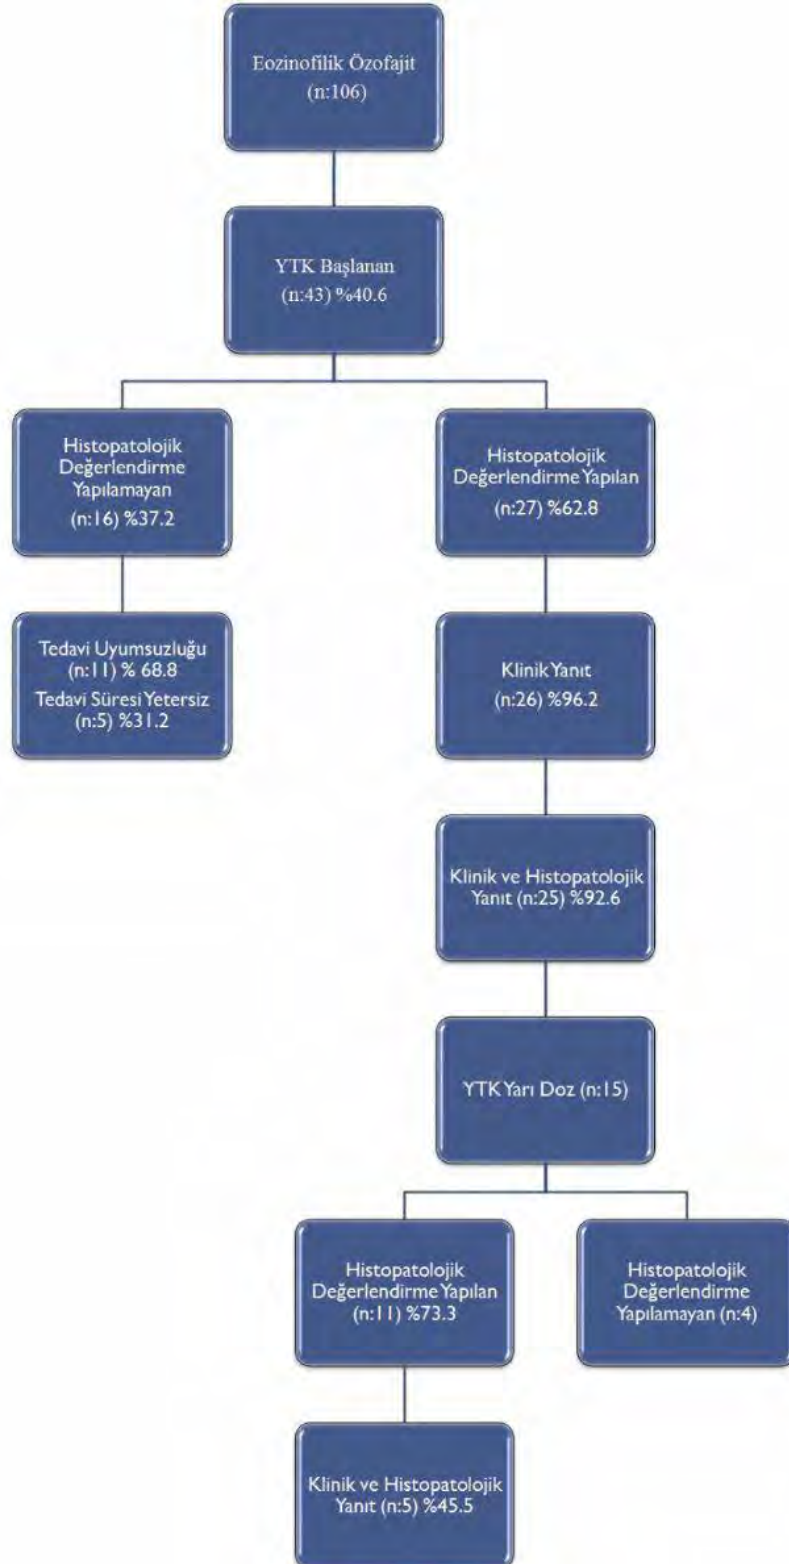 Eozinofilik Özofajit
(n:106)
YTK Başlanan
(n:43) %40.6
Histopatolojik
Değerlendirme
Yapılamayan
(n:16) %37.2
Histopatolojik
Değerlendirme Yapılan
(n:27) %62.8
Tedavi Uyumsuzluğu
(n:11) % 68.8
Tedavi Süresi Yetersiz
(n:5) %31.2
Klinik Yanıt
(n:26) %96.2
Klinik ve Histopatolojik
Yanıt (n:25) %92.6
YTK Yarı Doz (n:15)
Histopatolojik
Değerlendirme Yapılan
(n:11) %73.3
Histopatolojik
Değerlendirme
Yapılamayan (n:4)
Klinik ve Histopatolojik
Yanıt (n:5) %45.5